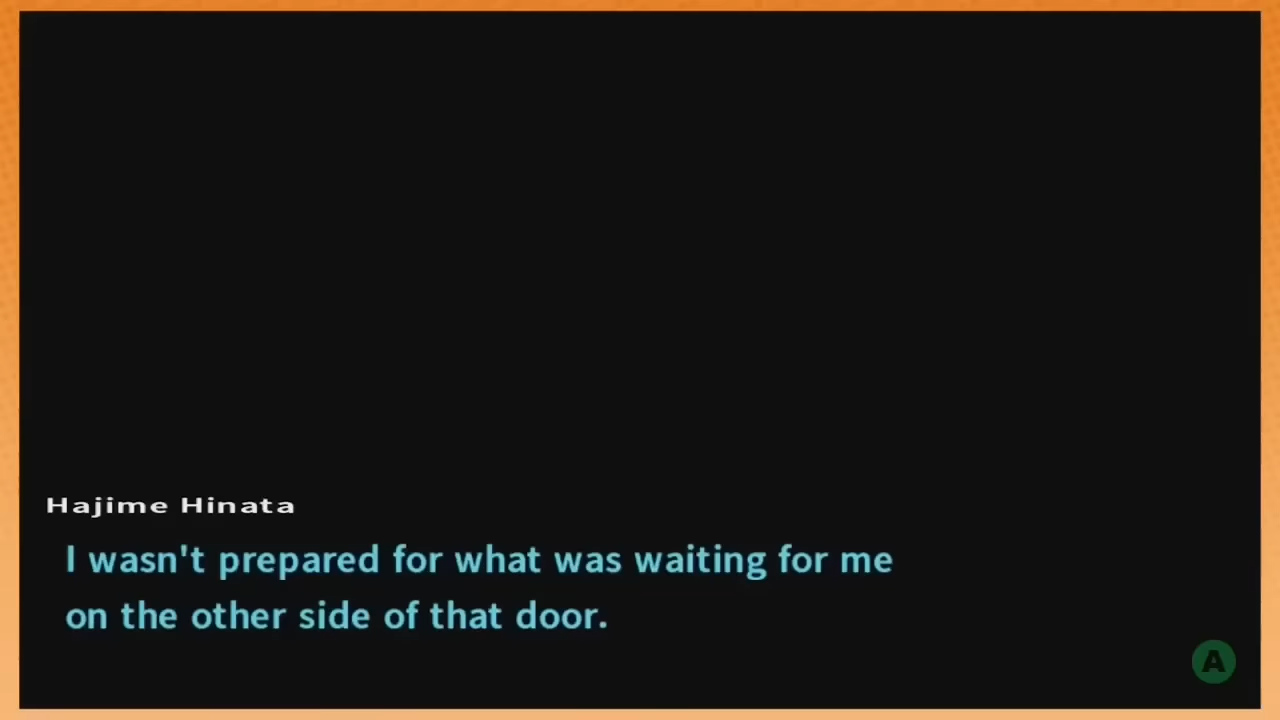 Hajime Hinata
I wasn't prepared for what was waiting for me
on the other side of that door.
A